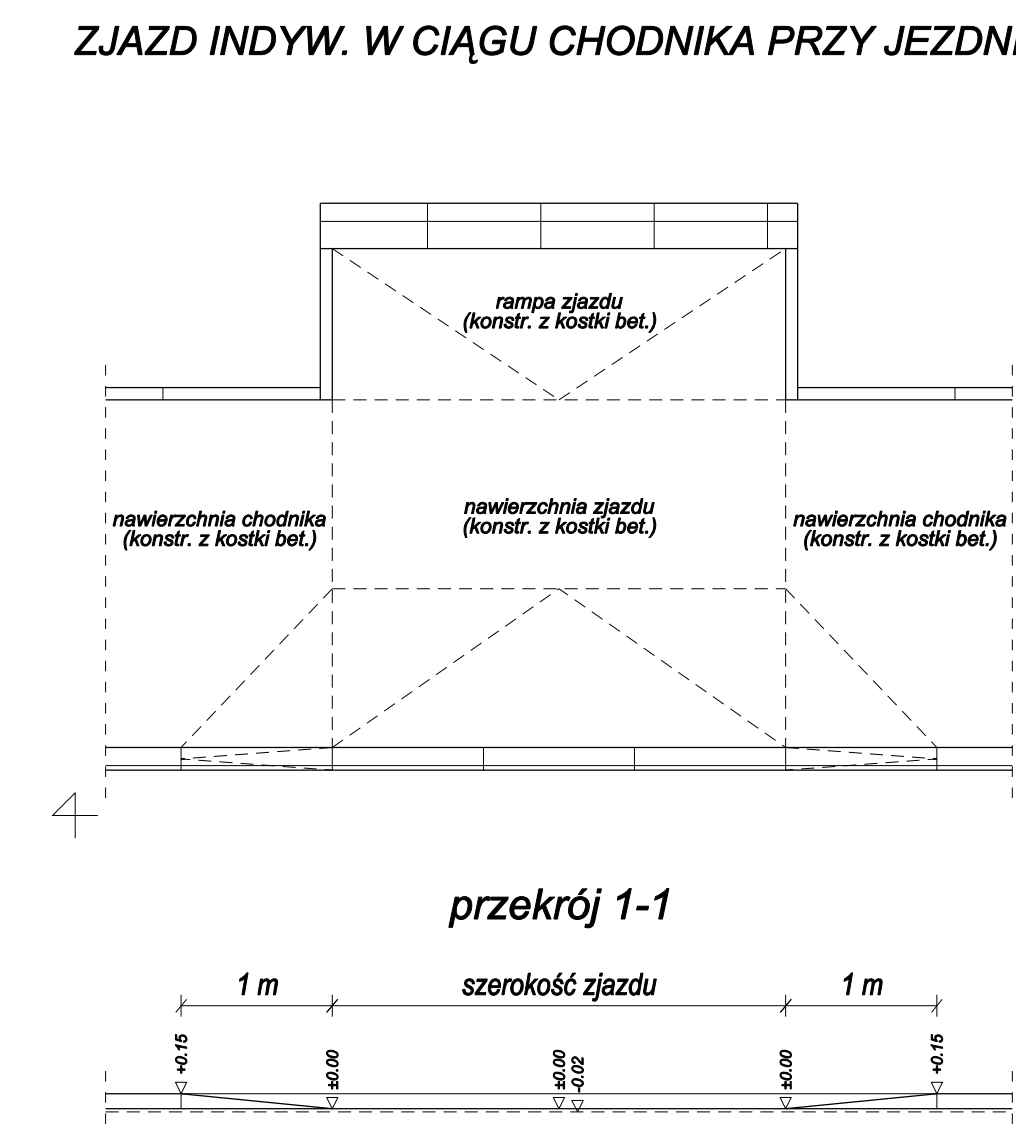 ZJAZD INDYW. W CIĄGU CHODNIKA PRZY JEZDNI
rampa zjazdu
(konstr. z kostki bet.)
nawierzchnia chodnika
(konstr. z kostki bet.)
nawierzchnia zjazdu
(konstr. z kostki bet.)
nawierzchnia chodnika
(konstr. z kostki bet.)
przekrój 1-1
1 m
szerokość zjazdu
1 m
+0.15
±0.00
±0.00
-0.02
±0.00
+0.15